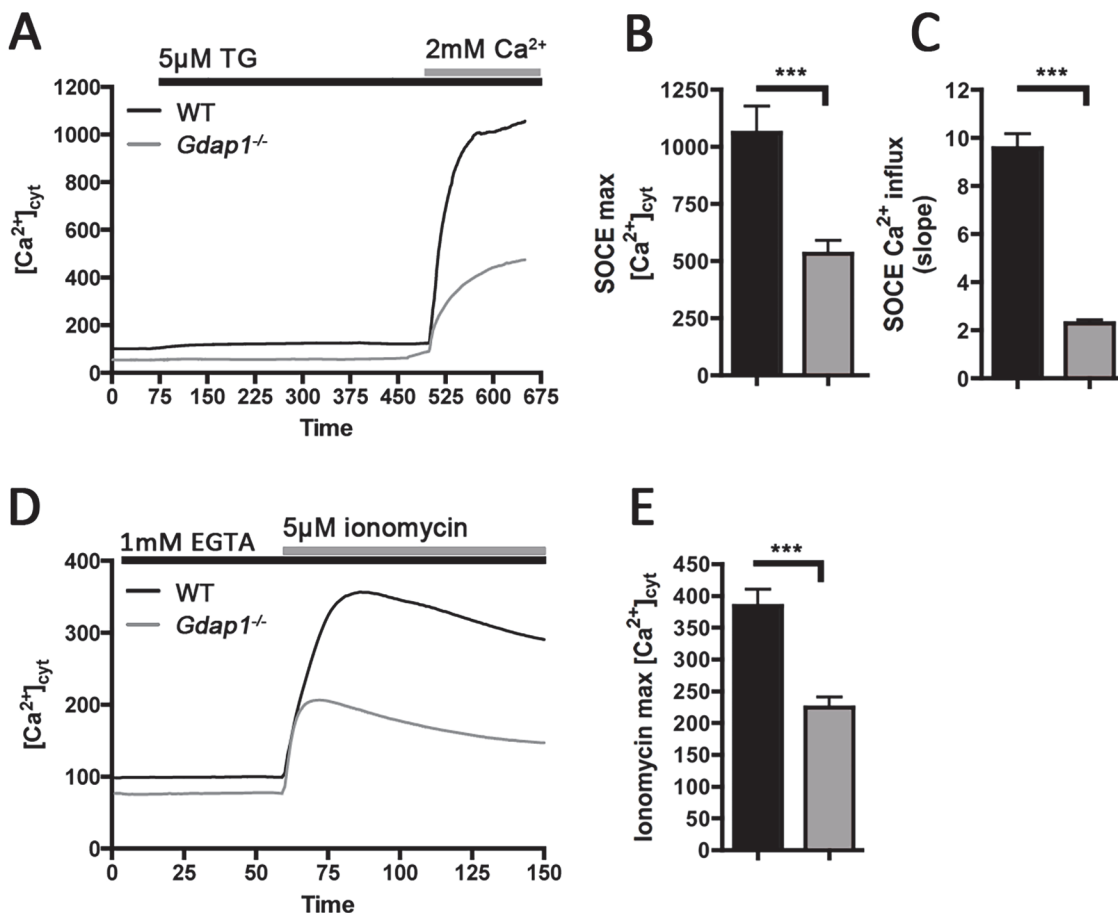 A
5μM TG
2mM Ca²⁺
WT
Gdap1⁻/⁻
[Ca²⁺]cyt
1200
1000
1200
800
600
400
200
0
0 75 150 225 300 375 450 525 600 675
Time
B
***
SOCE max
[Ca²⁺]cyt
1250
1000
750
500
250
0
C
***
SOCE Ca²⁺ influx
(slope)
12
10
8
6
4
2
0
D
1mM EGTA
5μM ionomycin
WT
Gdap1⁻/⁻
[Ca²⁺]cyt
400
300
200
100
0
0 25 50 75 100 125 150
Time
E
***
Ionomycin max [Ca²⁺]cyt
450
400
350
300
250
200
150
100
50
0